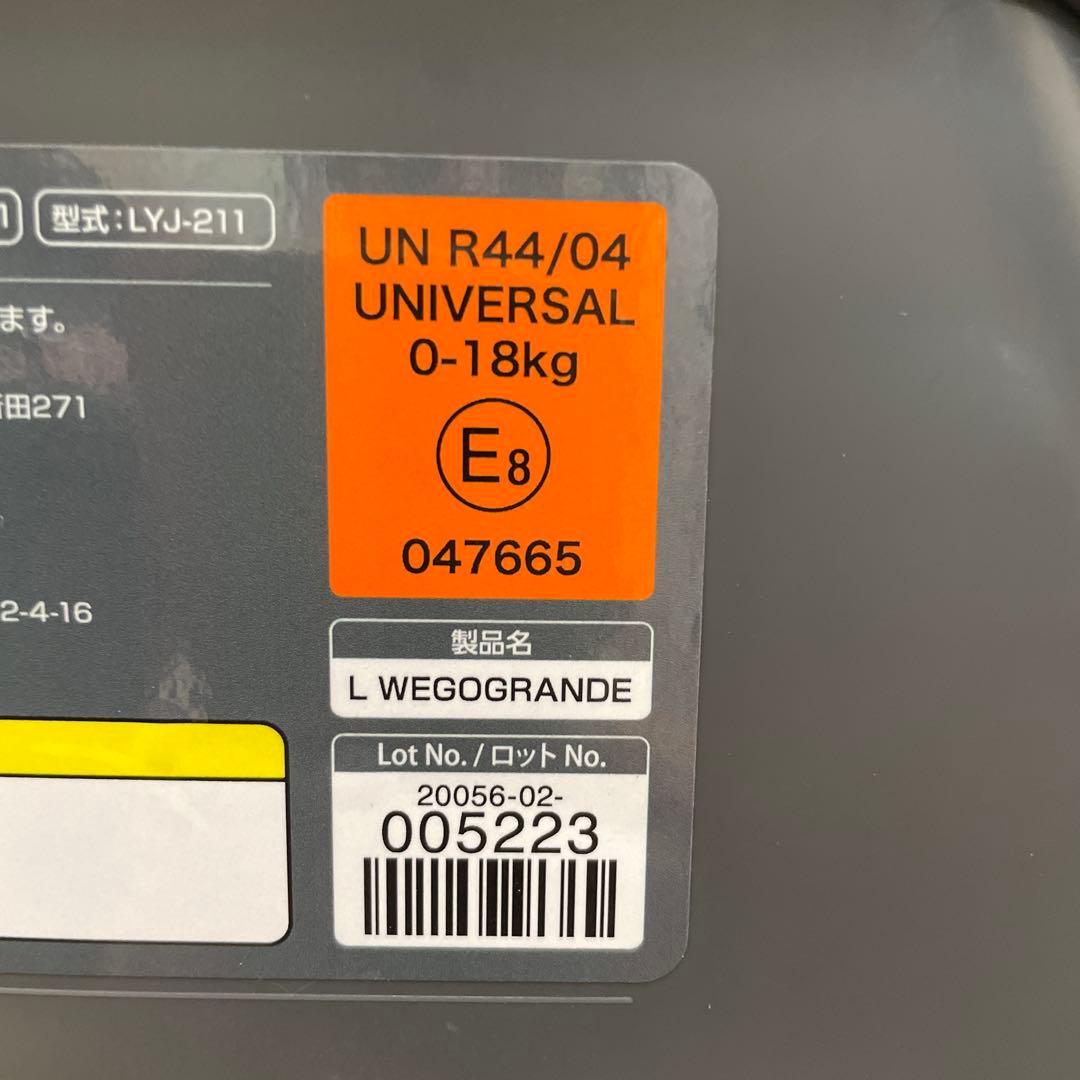 型式:LYJ-211
ます。
田271
2-4-16
UN R44/04
UNIVERSAL
0-18kg
E8
047665
製品名
L WEGOGRANDE
Lot No. / ロット No.
20056-02-
005223